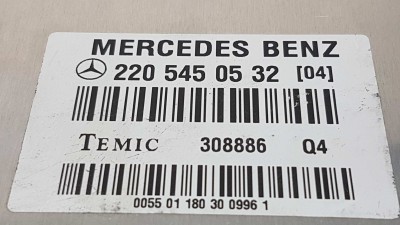 MERCEDES BENZ
220 545 05 32 [04]
TEMIC 308886 Q4
0055 01 180 30 0996 1